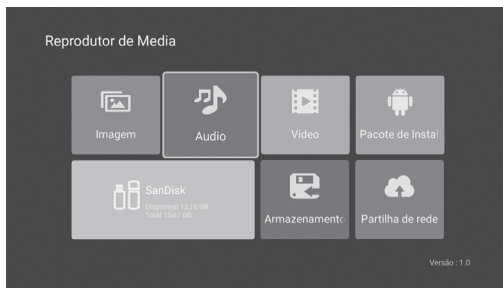 Reprodutor de Media
Imagem
Audio
Video
Pacote de Instal
SanDisk
Disponível 12,18 GB
Total 15,67 GB
Armazenamento
Partilha de rede
Versão : 1.0